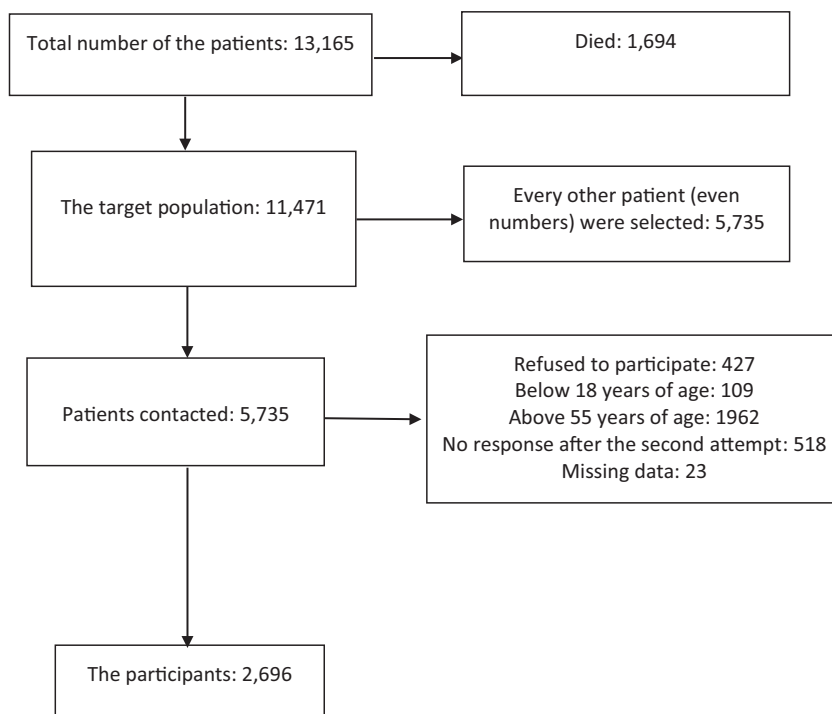 Total number of the patients: 13,165
Died: 1,694
The target population: 11,471
Every other patient (even
numbers) were selected: 5,735
Patients contacted: 5,735
Refused to participate: 427
Below 18 years of age: 109
Above 55 years of age: 1962
No response after the second attempt: 518
Missing data: 23
The participants: 2,696